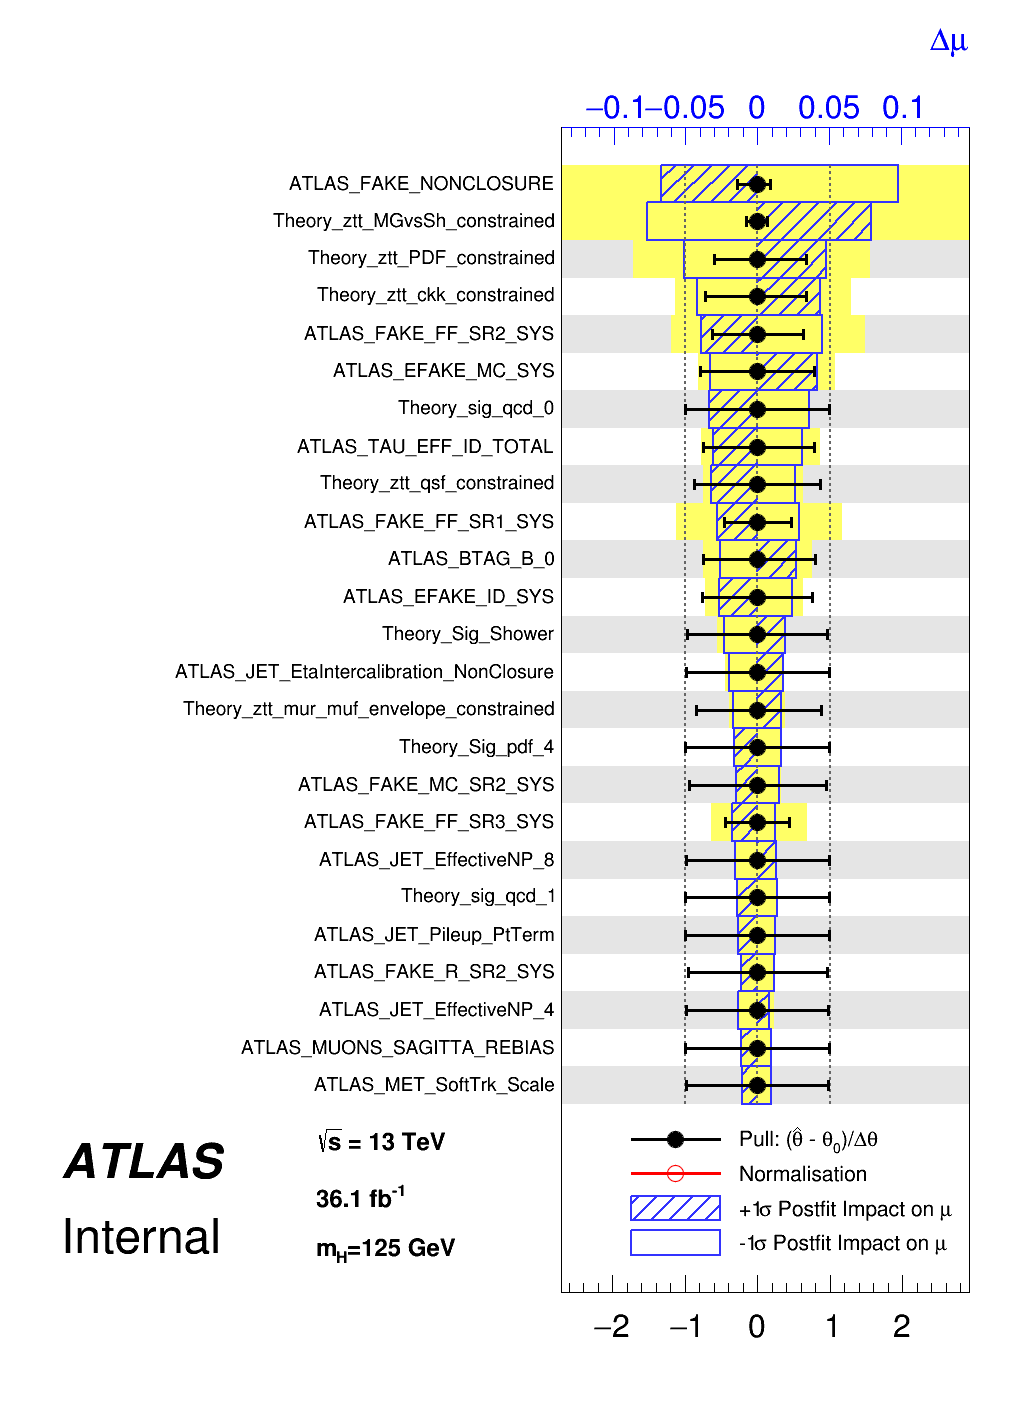 Δμ
−0.1 −0.05 0 0.05 0.1
ATLAS_FAKE_NONCLOSURE
Theory_ztt_MGvsSh_constrained
Theory_ztt_PDF_constrained
Theory_ztt_ckk_constrained
ATLAS_FAKE_FF_SR2_SYS
ATLAS_EFAKE_MC_SYS
Theory_sig_qcd_0
ATLAS_TAU_EFF_ID_TOTAL
Theory_ztt_qsf_constrained
ATLAS_FAKE_FF_SR1_SYS
ATLAS_BTAG_B_0
ATLAS_EFAKE_ID_SYS
Theory_Sig_Shower
ATLAS_JET_EtaIntercalibration_NonClosure
Theory_ztt_mur_muf_envelope_constrained
Theory_Sig_pdf_4
ATLAS_FAKE_MC_SR2_SYS
ATLAS_FAKE_FF_SR3_SYS
ATLAS_JET_EffectiveNP_8
Theory_sig_qcd_1
ATLAS_JET_Pileup_PtTerm
ATLAS_FAKE_R_SR2_SYS
ATLAS_JET_EffectiveNP_4
ATLAS_MUONS_SAGITTA_REBIAS
ATLAS_MET_SoftTrk_Scale
ATLAS
Internal
√s = 13 TeV
36.1 fb⁻¹
m_H=125 GeV
Pull: (θ̂ - θ₀)/Δθ
Normalisation
+1σ Postfit Impact on μ
-1σ Postfit Impact on μ
−2 −1 0 1 2